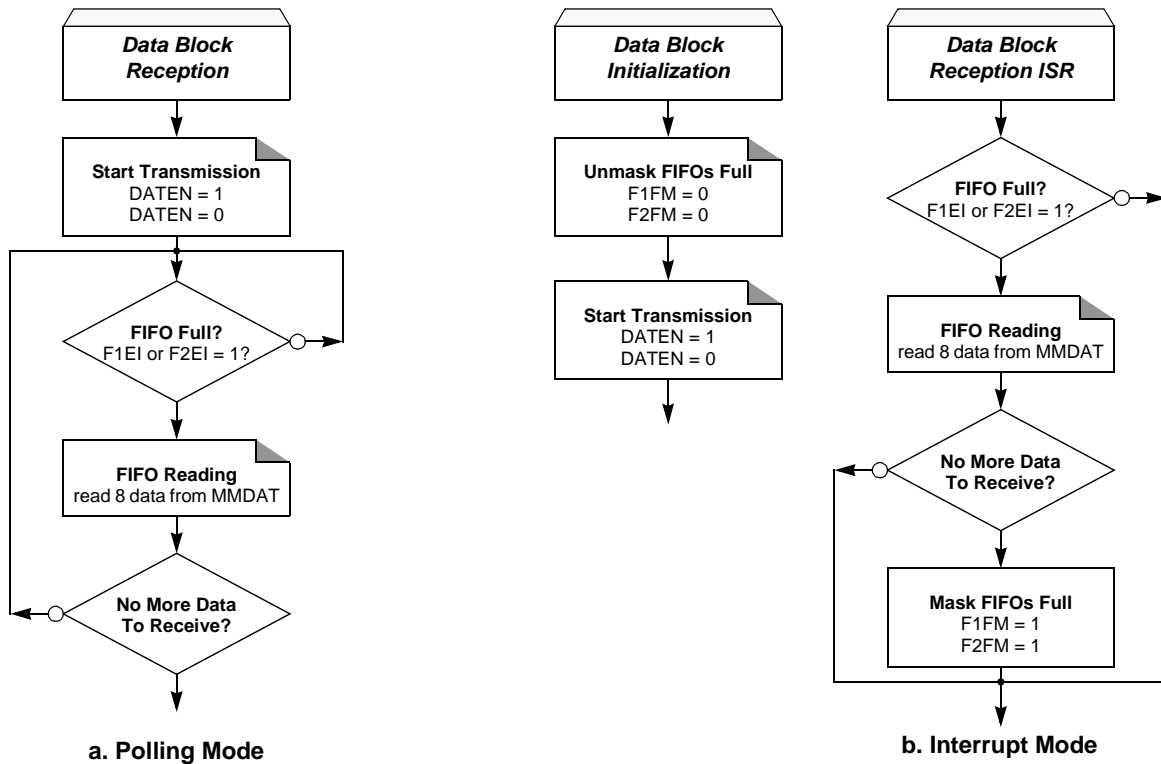 Data Block
Reception
Start Transmission
DATEN = 1
DATEN = 0
FIFO Full?
F1EI or F2EI = 1?
FIFO Reading
read 8 data from MMDAT
No More Data
To Receive?
a. Polling Mode
Data Block
Initialization
Unmask FIFOs Full
F1FM = 0
F2FM = 0
Start Transmission
DATEN = 1
DATEN = 0
Data Block
Reception ISR
FIFO Full?
F1EI or F2EI = 1?
FIFO Reading
read 8 data from MMDAT
No More Data
To Receive?
Mask FIFOs Full
F1FM = 1
F2FM = 1
b. Interrupt Mode